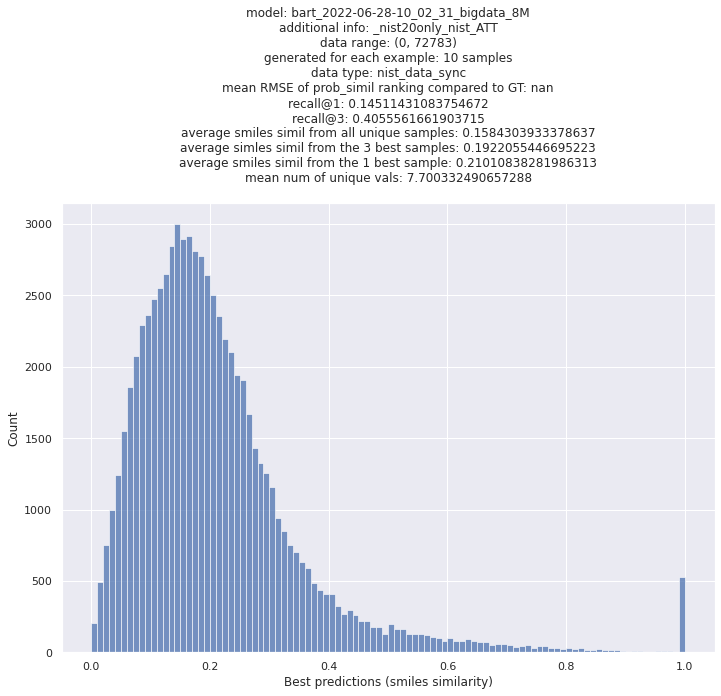 model: bart_2022-06-28-10_02_31_bigdata_8M
additional info: _nist20only_nist_ATT
data range: (0, 72783)
generated for each example: 10 samples
data type: nist_data_sync
mean RMSE of prob_simil ranking compared to GT: nan
recall@1: 0.14511431083754672
recall@3: 0.4055561661903715
average smiles simil from all unique samples: 0.1584303933378637
average simles simil from the 3 best samples: 0.1922055446695223
average smiles simil from the 1 best sample: 0.21010838281986313
mean num of unique vals: 7.700332490657288
3000
2500
2000
1500
1000
500
0
Count
0.0 0.2 0.4 0.6 0.8 1.0
Best predictions (smiles similarity)